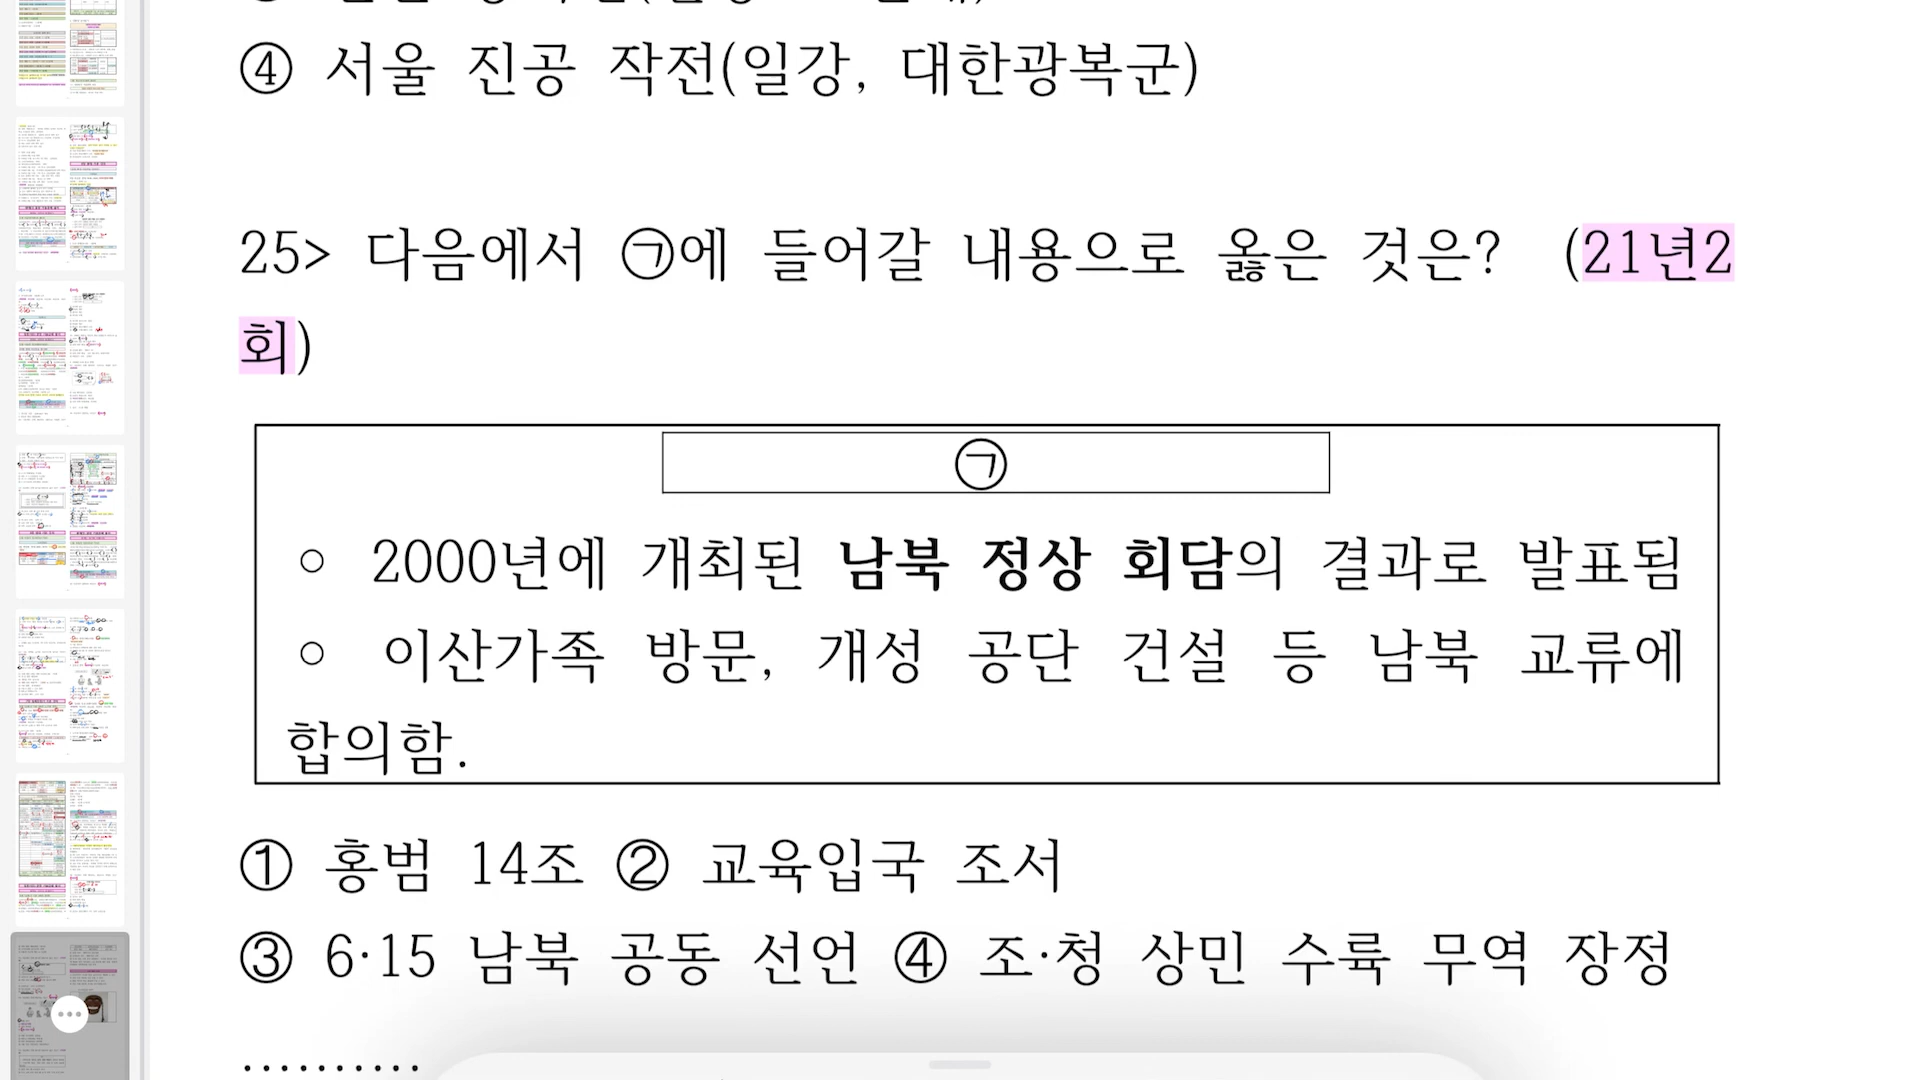 ④ 서울 진공 작전(일강, 대한광복군)
25> 다음에서 ㉠에 들어갈 내용으로 옳은 것은? (21년2
회)
㉠
○ 2000년에 개최된 남북 정상 회담의 결과로 발표됨
○ 이산가족 방문, 개성 공단 건설 등 남북 교류에
합의함.
① 홍범 14조 ② 교육입국 조서
③ 6·15 남북 공동 선언 ④ 조·청 상민 수륙 무역 장정
..........